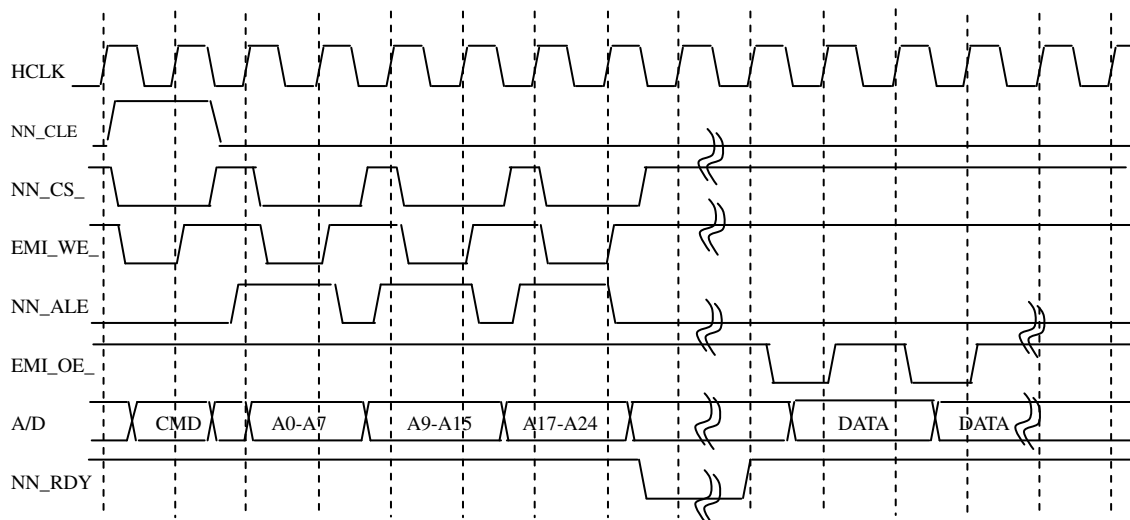 HCLK
NN_CLE
NN_CS_
EMI_WE_
NN_ALE
EMI_OE_
A/D CMD A0-A7 A9-A15 A17-A24 DATA DATA
NN_RDY